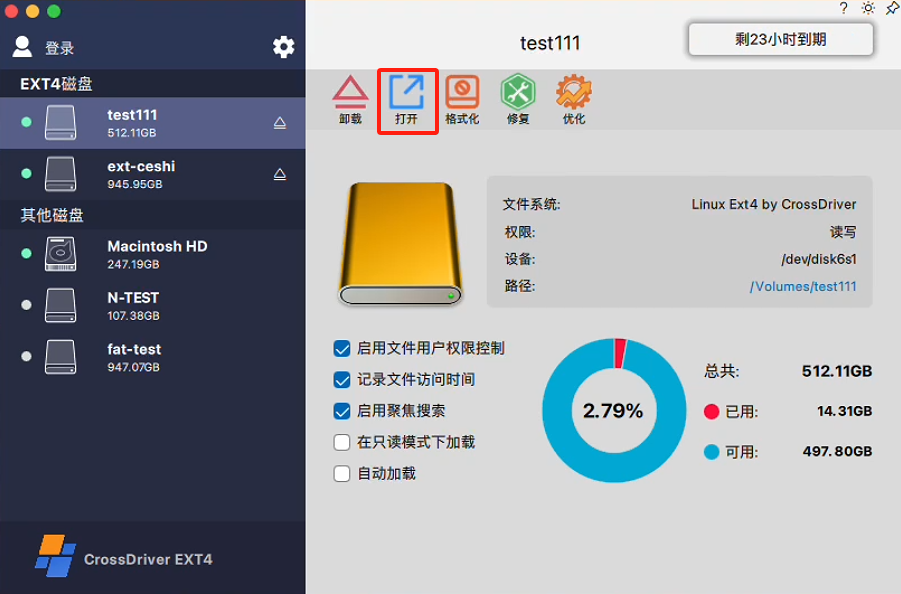 ?
登录
test111
剩23小时到期
EXT4磁盘
test111
512.11GB
ext-ceshi
945.95GB
其他磁盘
Macintosh HD
247.19GB
N-TEST
107.38GB
fat-test
947.07GB
CrossDriver EXT4
卸载 打开 格式化 修复 优化
文件系统: Linux Ext4 by CrossDriver
权限: 读写
设备: /dev/disk6s1
路径: /Volumes/test111
启用文件用户权限控制
记录文件访问时间
启用聚焦搜索
在只读模式下加载
自动加载
2.79%
总共: 512.11GB
已用: 14.31GB
可用: 497.80GB